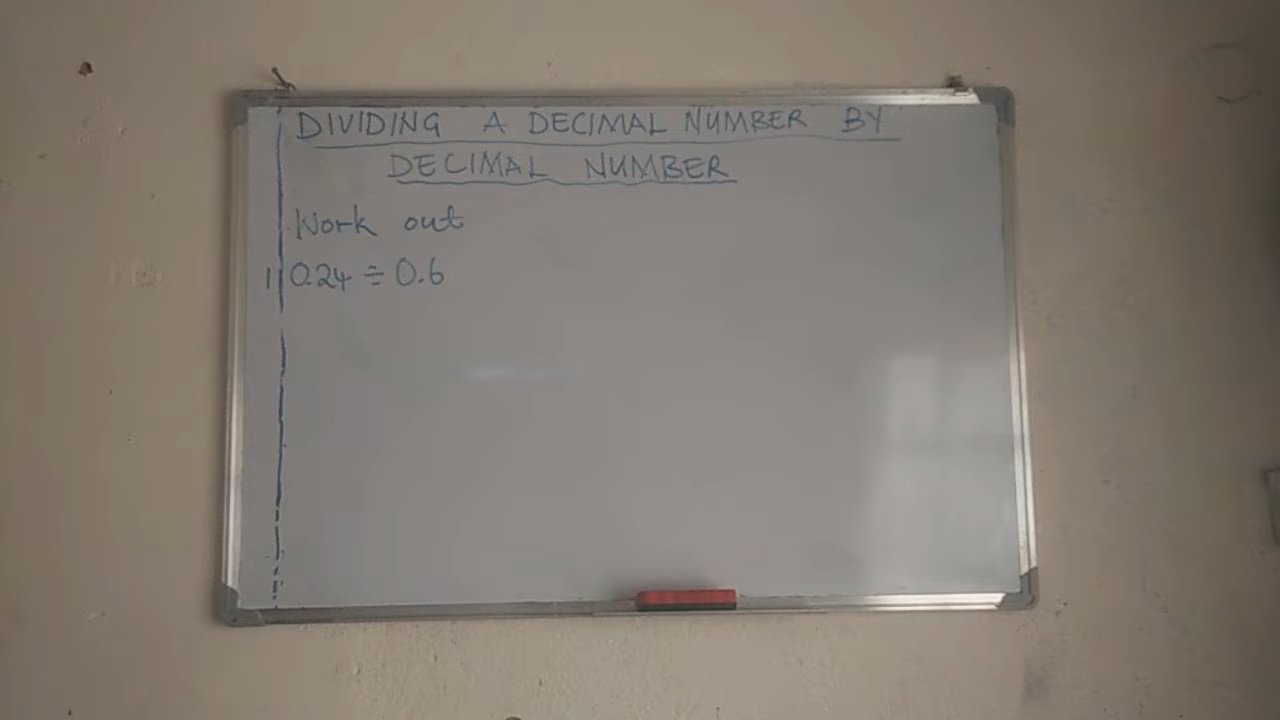 DIVIDING A DECIMAL NUMBER BY
DECIMAL NUMBER
Work out
1 0.24 ÷ 0.6